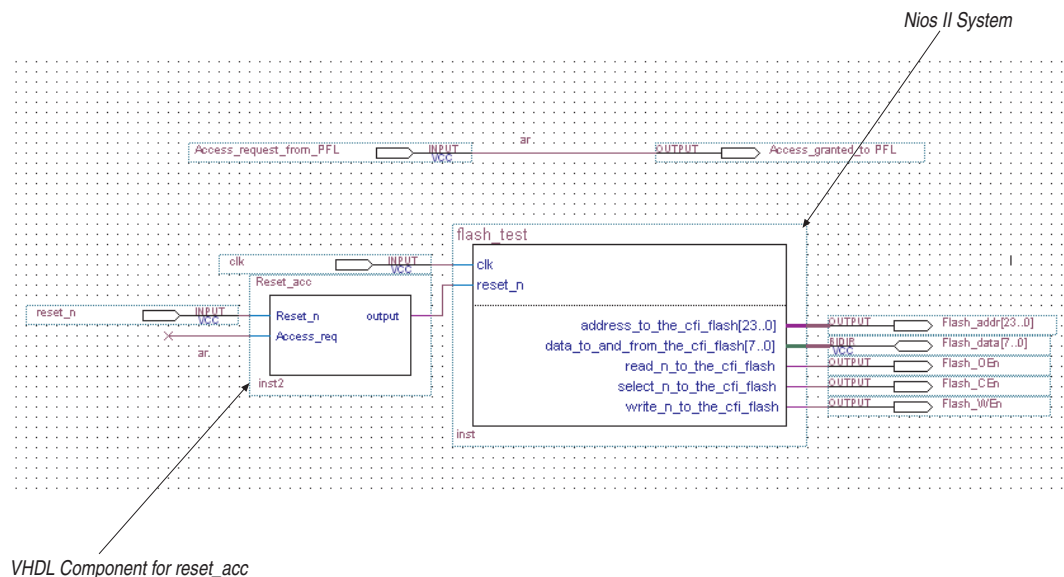 Nios II System
ar
Access_request_from_PFL INPUT VCC OUTPUT Access_granted_to PFL
flash_test
clk INPUT VCC clk
Reset_acc
reset_n
reset_n INPUT VCC Reset_n output
Access_req
ar.
inst2
address_to_the_cfi_flash[23..0] OUTPUT Flash_addr[23..0]
data_to_and_from_the_cfi_flash[7..0] BIDIR VCC Flash_data[7..0]
read_n_to_the_cfi_flash OUTPUT Flash_OEn
select_n_to_the_cfi_flash OUTPUT Flash_CEn
write_n_to_the_cfi_flash OUTPUT Flash_WEn
inst
VHDL Component for reset_acc